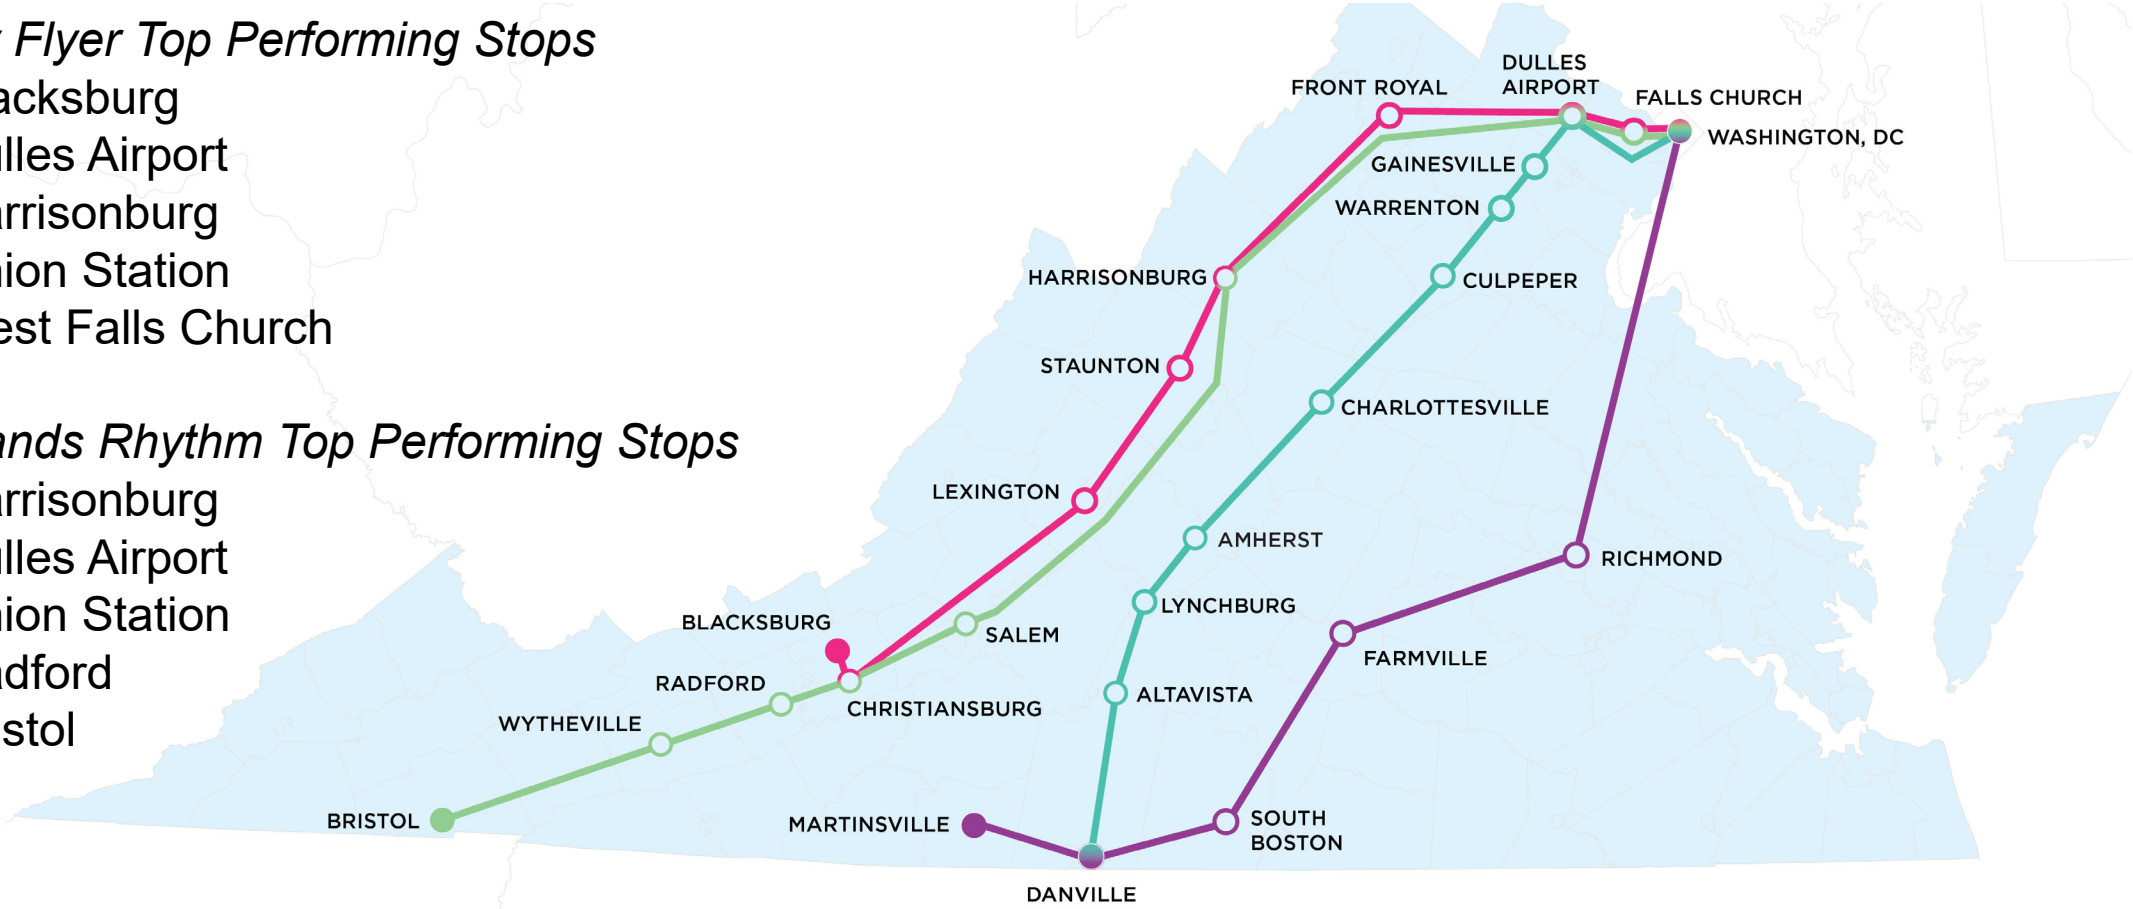 Flyer Top Performing Stops
acksburg
lles Airport
rrisonburg
ion Station
est Falls Church
ands Rhythm Top Performing Stops
rrisonburg
lles Airport
ion Station
dford
stol
DULLES
AIRPORT
FRONT ROYAL
FALLS CHURCH
WASHINGTON, DC
GAINESVILLE
WARRENTON
HARRISONBURG
CULPEPER
STAUNTON
CHARLOTTESVILLE
LEXINGTON
AMHERST
RICHMOND
LYNCHBURG
BLACKSBURG
SALEM
FARMVILLE
RADFORD
ALTAVISTA
CHRISTIANSBURG
WYTHEVILLE
BRISTOL
MARTINSVILLE
SOUTH
BOSTON
DANVILLE